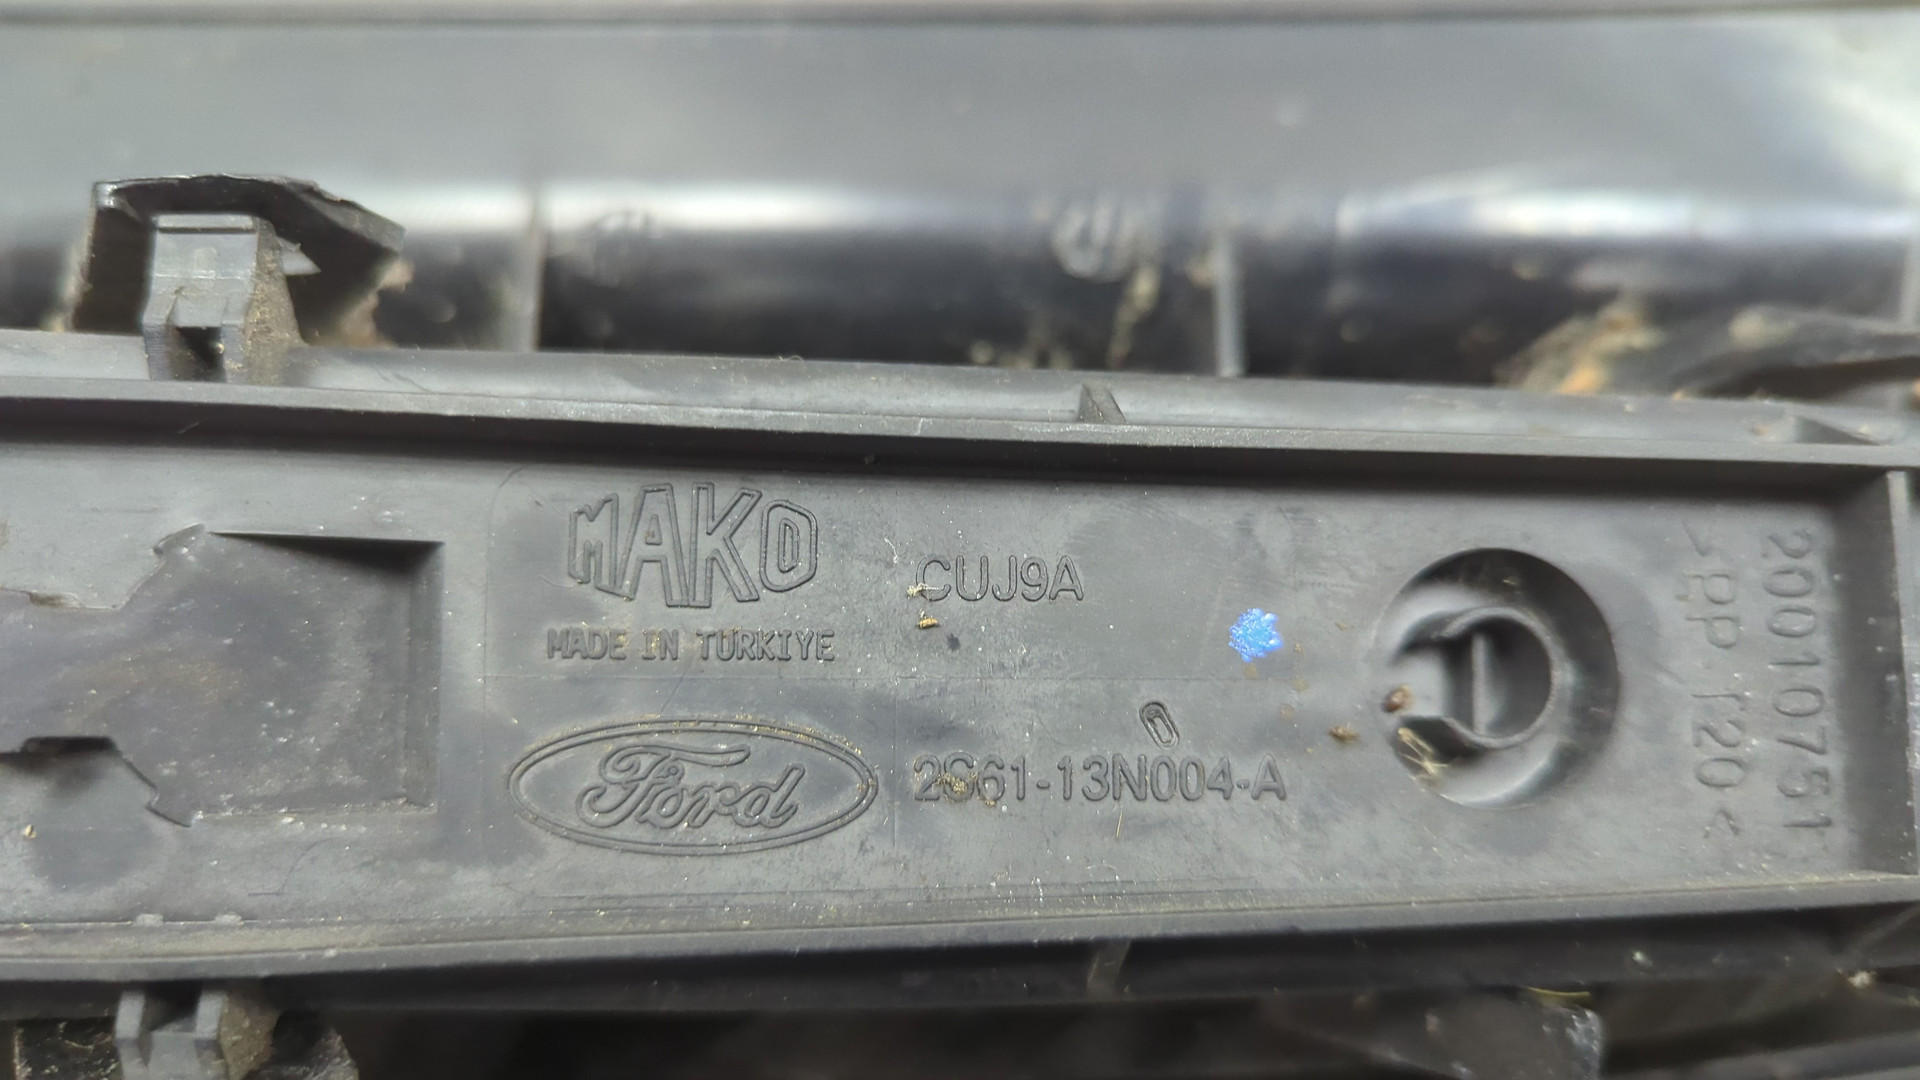 MAKO
MADE IN TURKIYE
CUJ9A
Ford
2S61-13N004-A
20010751
>PP T20<